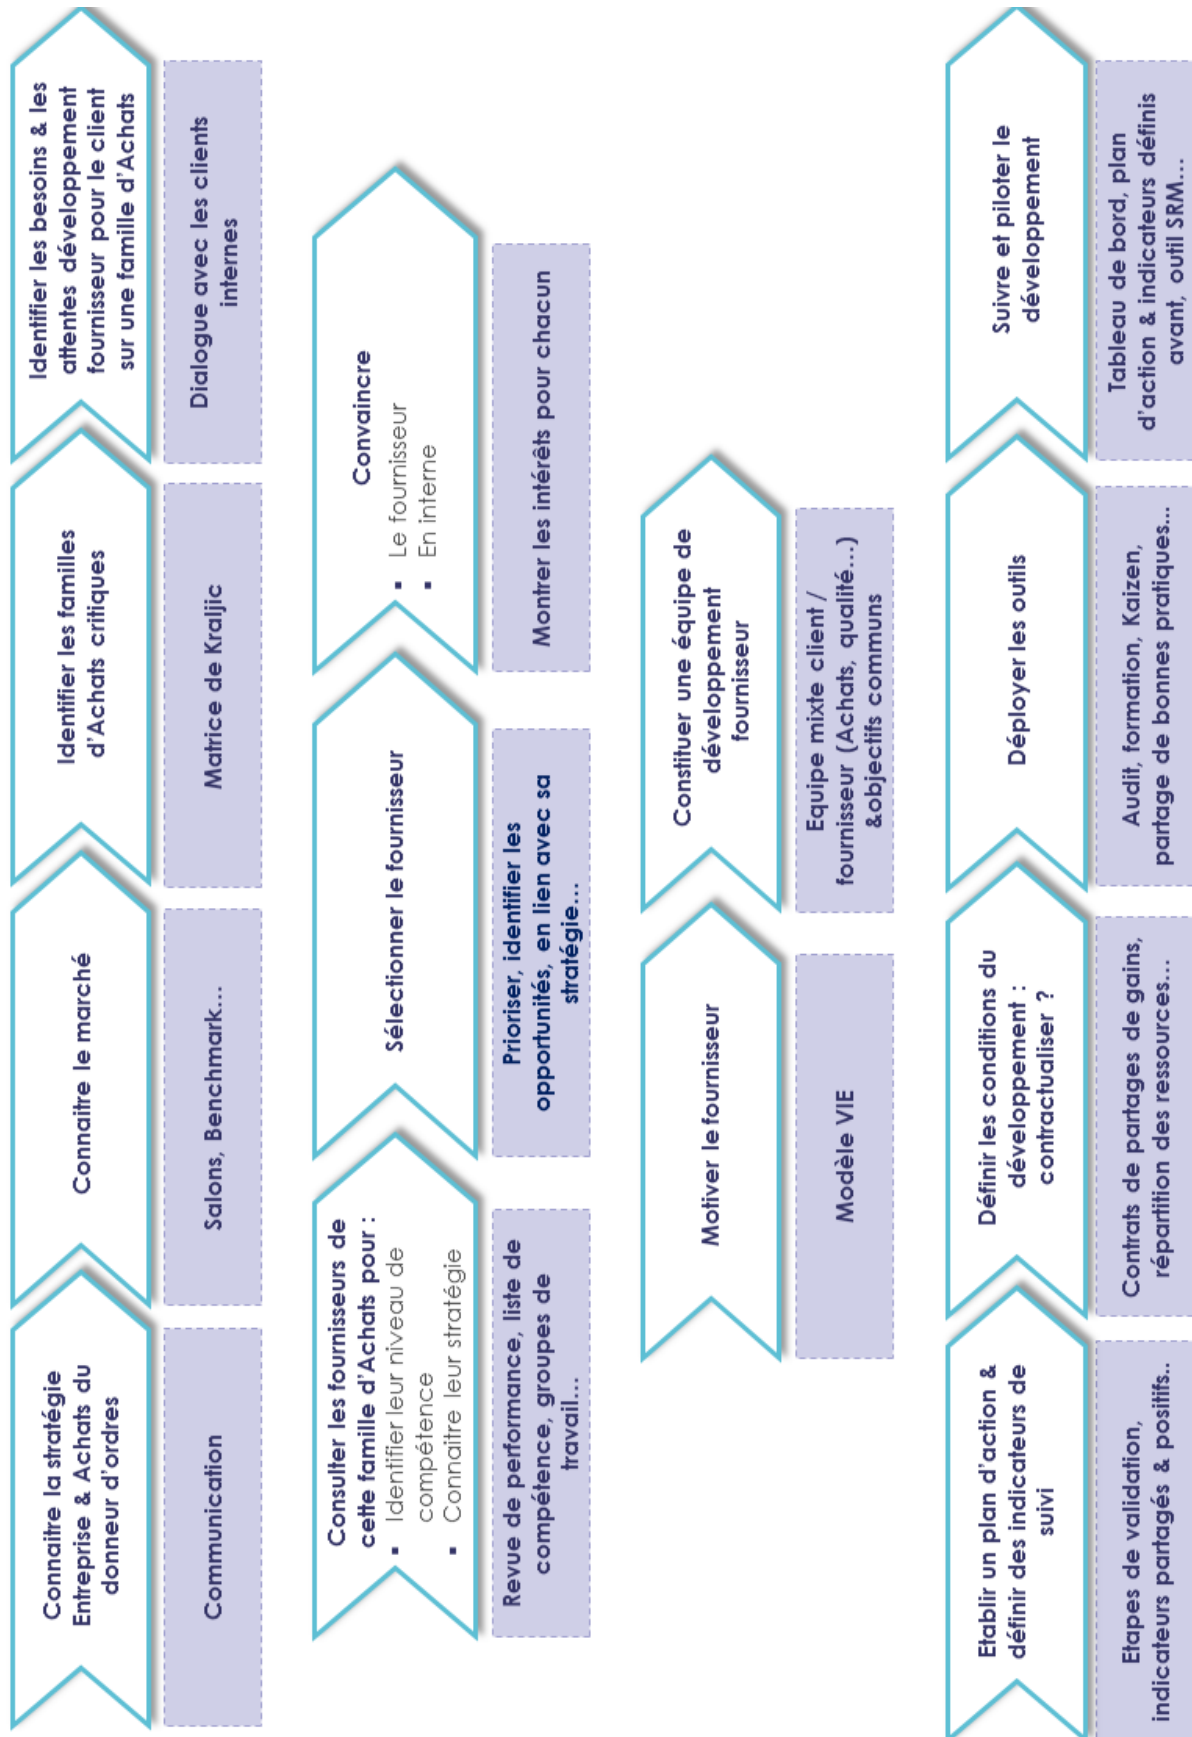 Connaitre la stratégie
Entreprise & Achats du
donneur d'ordres
Communication
Connaitre le marché
Salons, Benchmark...
Identifier les familles
d'Achats critiques
Matrice de Kraljic
Identifier les besoins & les
attentes développement
fournisseur pour le client
sur une famille d'Achats
Dialogue avec les clients
internes
Consulter les fournisseurs de
cette famille d'Achats pour :
▪ Identifier leur niveau de
compétence
▪ Connaitre leur stratégie
Revue de performance, liste de
compétence, groupes de
travail...
Sélectionner le fournisseur
Prioriser, identifier les
opportunités, en lien avec sa
stratégie...
Convaincre
▪ Le fournisseur
▪ En interne
Montrer les intérêts pour chacun
Motiver le fournisseur
Modèle VIE
Constituer une équipe de
développement
fournisseur
Equipe mixte client /
fournisseur (Achats, qualité...)
&objectifs communs
Etablir un plan d'action &
définir des indicateurs de
suivi
Etapes de validation,
indicateurs partagés & positifs..
Définir les conditions du
développement :
contractualiser ?
Contrats de partages de gains,
répartition des ressources...
Déployer les outils
Audit, formation, Kaizen,
partage de bonnes pratiques...
Suivre et piloter le
développement
Tableau de bord, plan
d'action & indicateurs définis
avant, outil SRM...